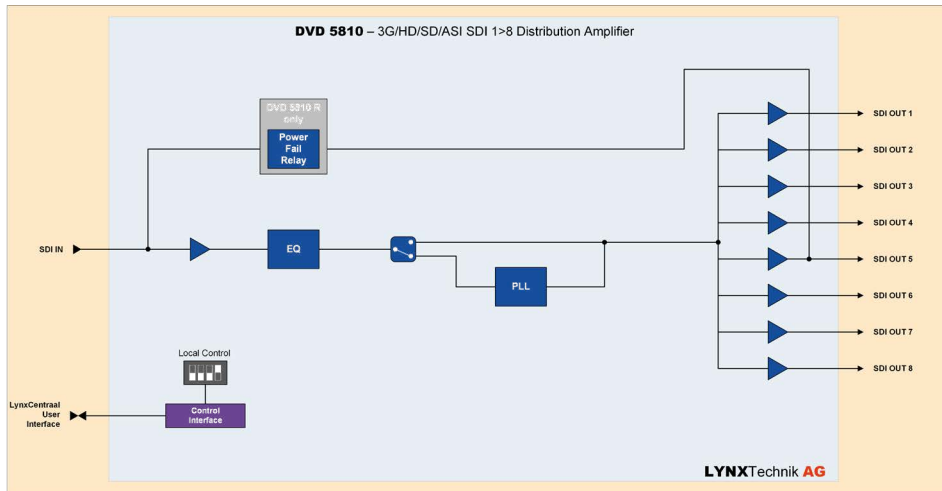 DVD 5810 – 3G/HD/SD/ASI SDI 1>8 Distribution Amplifier
DVD 5810 R
only
Power
Fail
Relay
SDI OUT 1
SDI OUT 2
SDI OUT 3
SDI OUT 4
SDI IN
EQ
SDI OUT 5
PLL
SDI OUT 6
SDI OUT 7
SDI OUT 8
Local Control
LynxCentraal
User
Interface
Control
Interface
LYNXTechnik AG